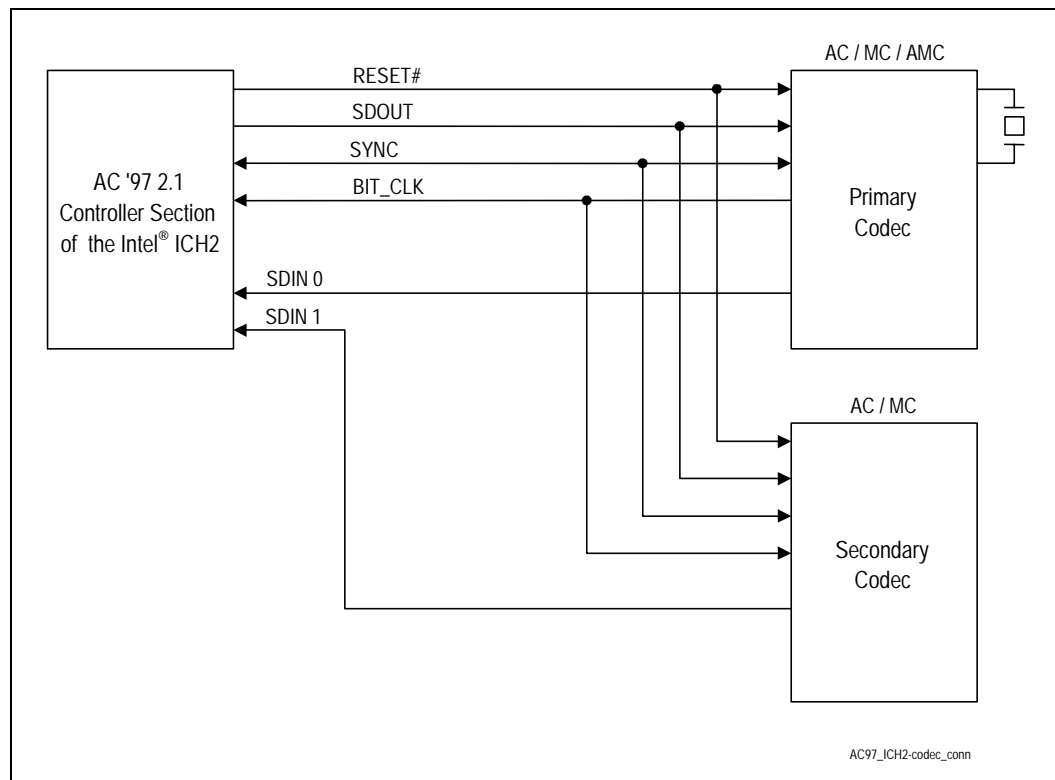 AC / MC / AMC
RESET#
SDOUT
SYNC
BIT_CLK
AC '97 2.1
Controller Section
of the Intel® ICH2
Primary
Codec
SDIN 0
SDIN 1
AC / MC
Secondary
Codec
AC97_ICH2-codec_conn